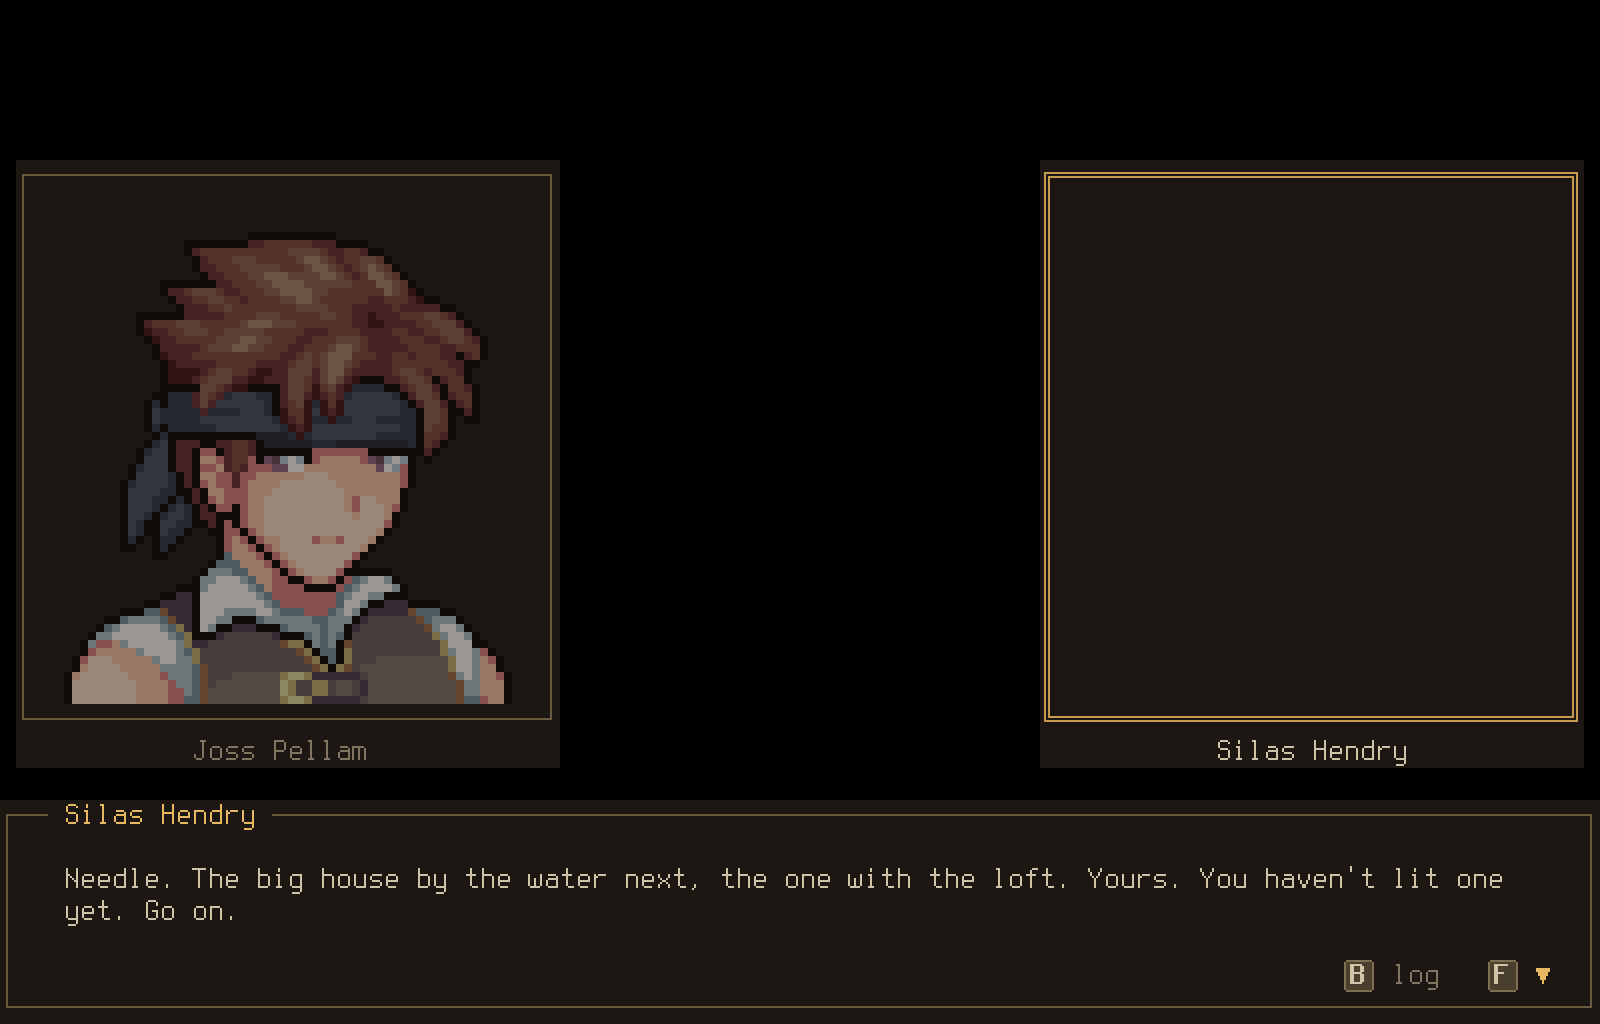 Joss Pellam
Silas Hendry
Silas Hendry
Needle. The big house by the water next, the one with the loft. Yours. You haven't lit one
yet. Go on.
B log F